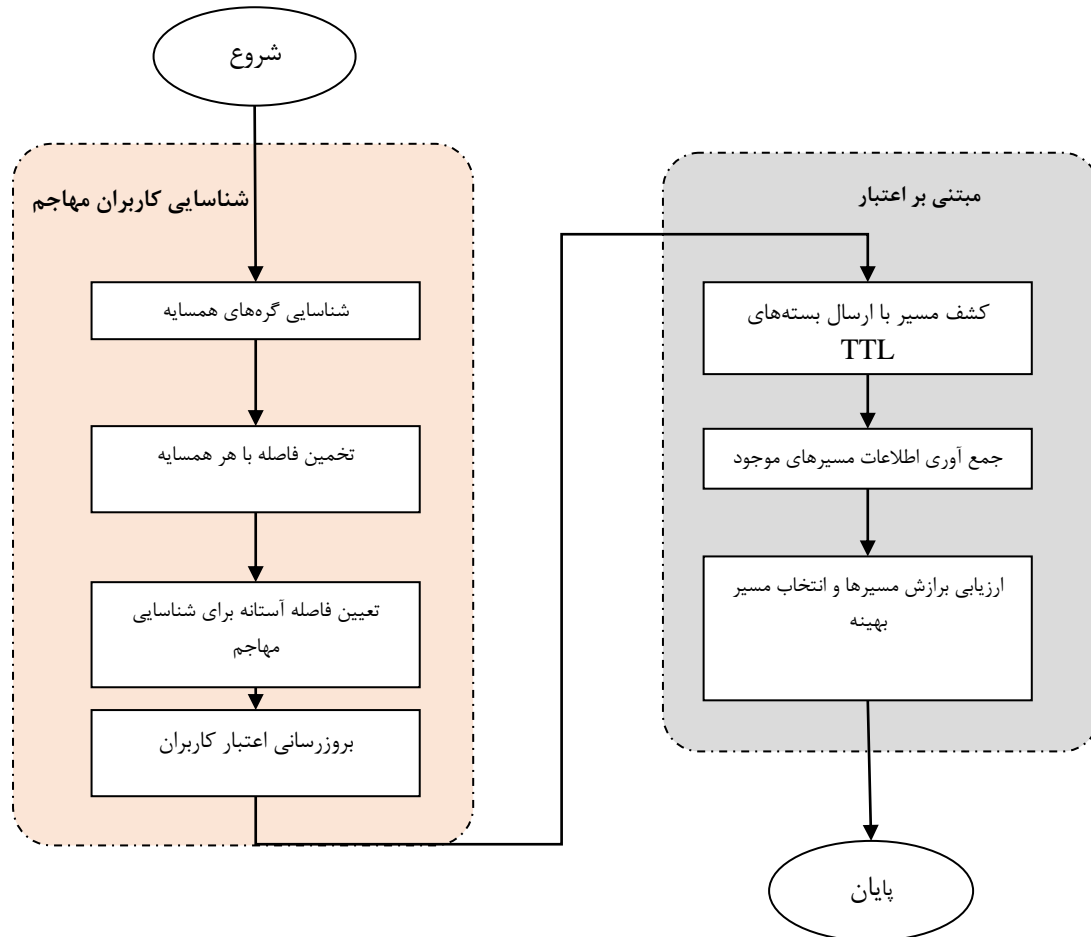 شروع
شناسایی کاربران مهاجم
شناسایی گره‌های همسایه
تخمین فاصله با هر همسایه
تعیین فاصله آستانه برای شناسایی
مهاجم
بروزرسانی اعتبار کاربران
مبتنی بر اعتبار
کشف مسیر با ارسال بسته‌های
TTL
جمع آوری اطلاعات مسیرهای موجود
ارزیابی برازش مسیرها و انتخاب مسیر
بهینه
پایان